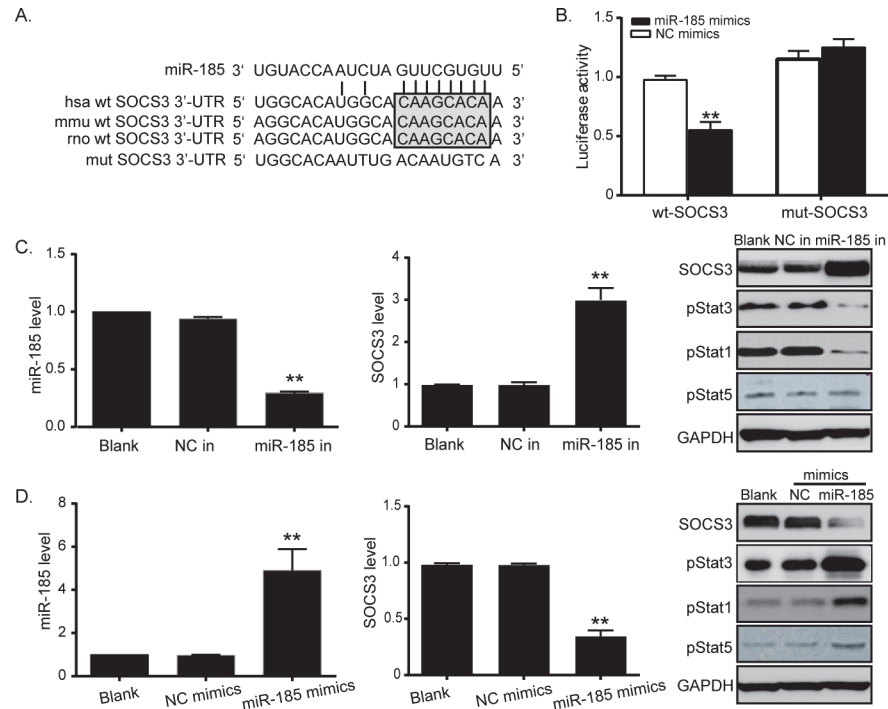 A.
miR-185 3‘ UGUACCAAUCUA GUUCGUGUU 5‘
hsa wt SOCS3 3’-UTR 5‘ UGGCACAUGGCA CAAGCACA A 3‘
mmu wt SOCS3 3’-UTR 5‘ AGGCACAUGGCA CAAGCACA A 3‘
rno wt SOCS3 3’-UTR 5‘ AGGCACAUGGCA CAAGCACA A 3‘
mut SOCS3 3’-UTR 5‘ UGGCACAAUUG ACAAUGUC A 3‘
B.
miR-185 mimics
NC mimics
Luciferase activity
1.5
1.0
0.5
0
**
wt-SOCS3 mut-SOCS3
C.
miR-185 level
1.5
1.0
0.5
0.0
**
Blank NC in miR-185 in
SOCS3 level
4
3
2
1
0
**
Blank NC in miR-185 in
Blank NC in miR-185 in
SOCS3
pStat3
pStat1
pStat5
GAPDH
D.
miR-185 level
8
6
4
2
0
**
Blank NC mimics miR-185 mimics
SOCS3 level
1.5
1.0
0.5
0
**
Blank NC mimics miR-185 mimics
mimics
Blank NC miR-185
SOCS3
pStat3
pStat1
pStat5
GAPDH